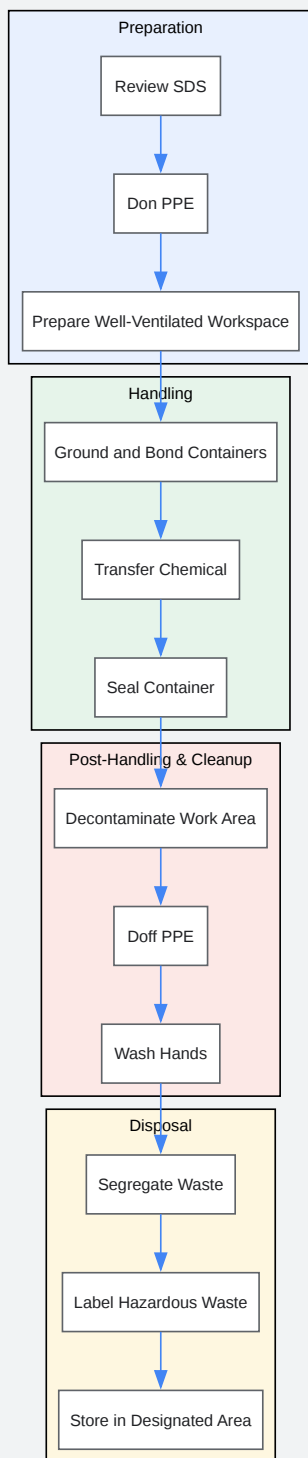 Preparation
Review SDS
Don PPE
Prepare Well-Ventilated Workspace
Handling
Ground and Bond Containers
Transfer Chemical
Seal Container
Post-Handling & Cleanup
Decontaminate Work Area
Doff PPE
Wash Hands
Disposal
Segregate Waste
Label Hazardous Waste
Store in Designated Area